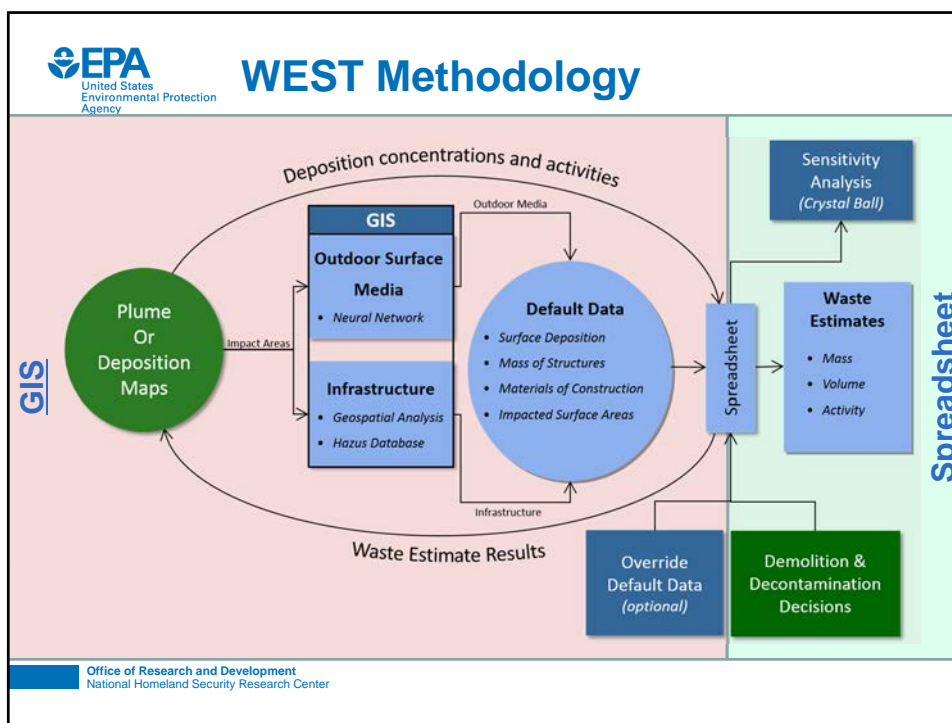 EPA
United States
Environmental Protection
Agency
WEST Methodology
GIS
Deposition concentrations and activities
Plume
Or
Deposition
Maps
Impact Areas
GIS
Outdoor Surface
Media
• Neural Network
Infrastructure
• Geospatial Analysis
• Hazus Database
Outdoor Media
Infrastructure
Default Data
• Surface Deposition
• Mass of Structures
• Materials of Construction
• Impacted Surface Areas
Waste Estimate Results
Spreadsheet
Sensitivity
Analysis
(Crystal Ball)
Waste
Estimates
• Mass
• Volume
• Activity
Override
Default Data
(optional)
Demolition &
Decontamination
Decisions
Spreadsheet
Office of Research and Development
National Homeland Security Research Center